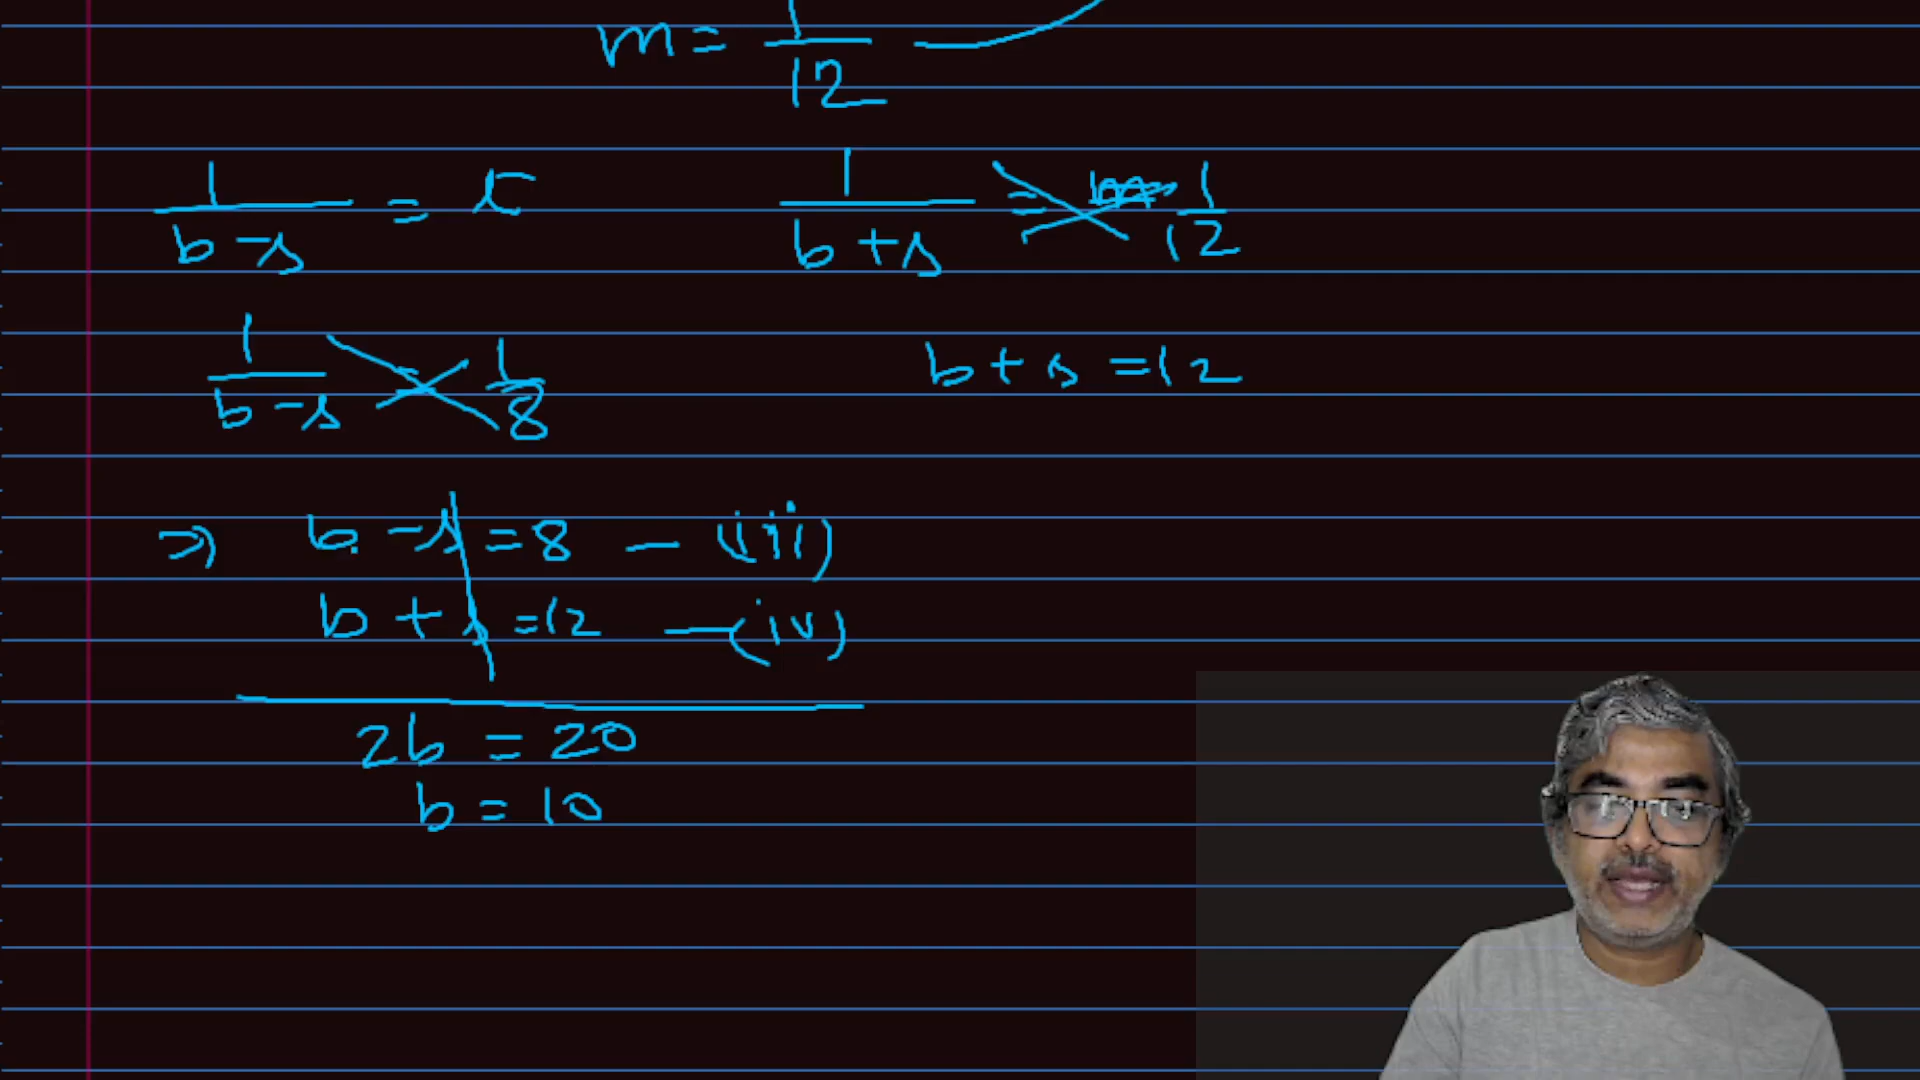 m = 1/12
1/(b-s) = r
1/(b+s) = 1/12
1/(b-s) = 1/8
b+s = 12
⇒ b-s = 8 — (iii)
b+s = 12 — (iv)
2b = 20
b = 10